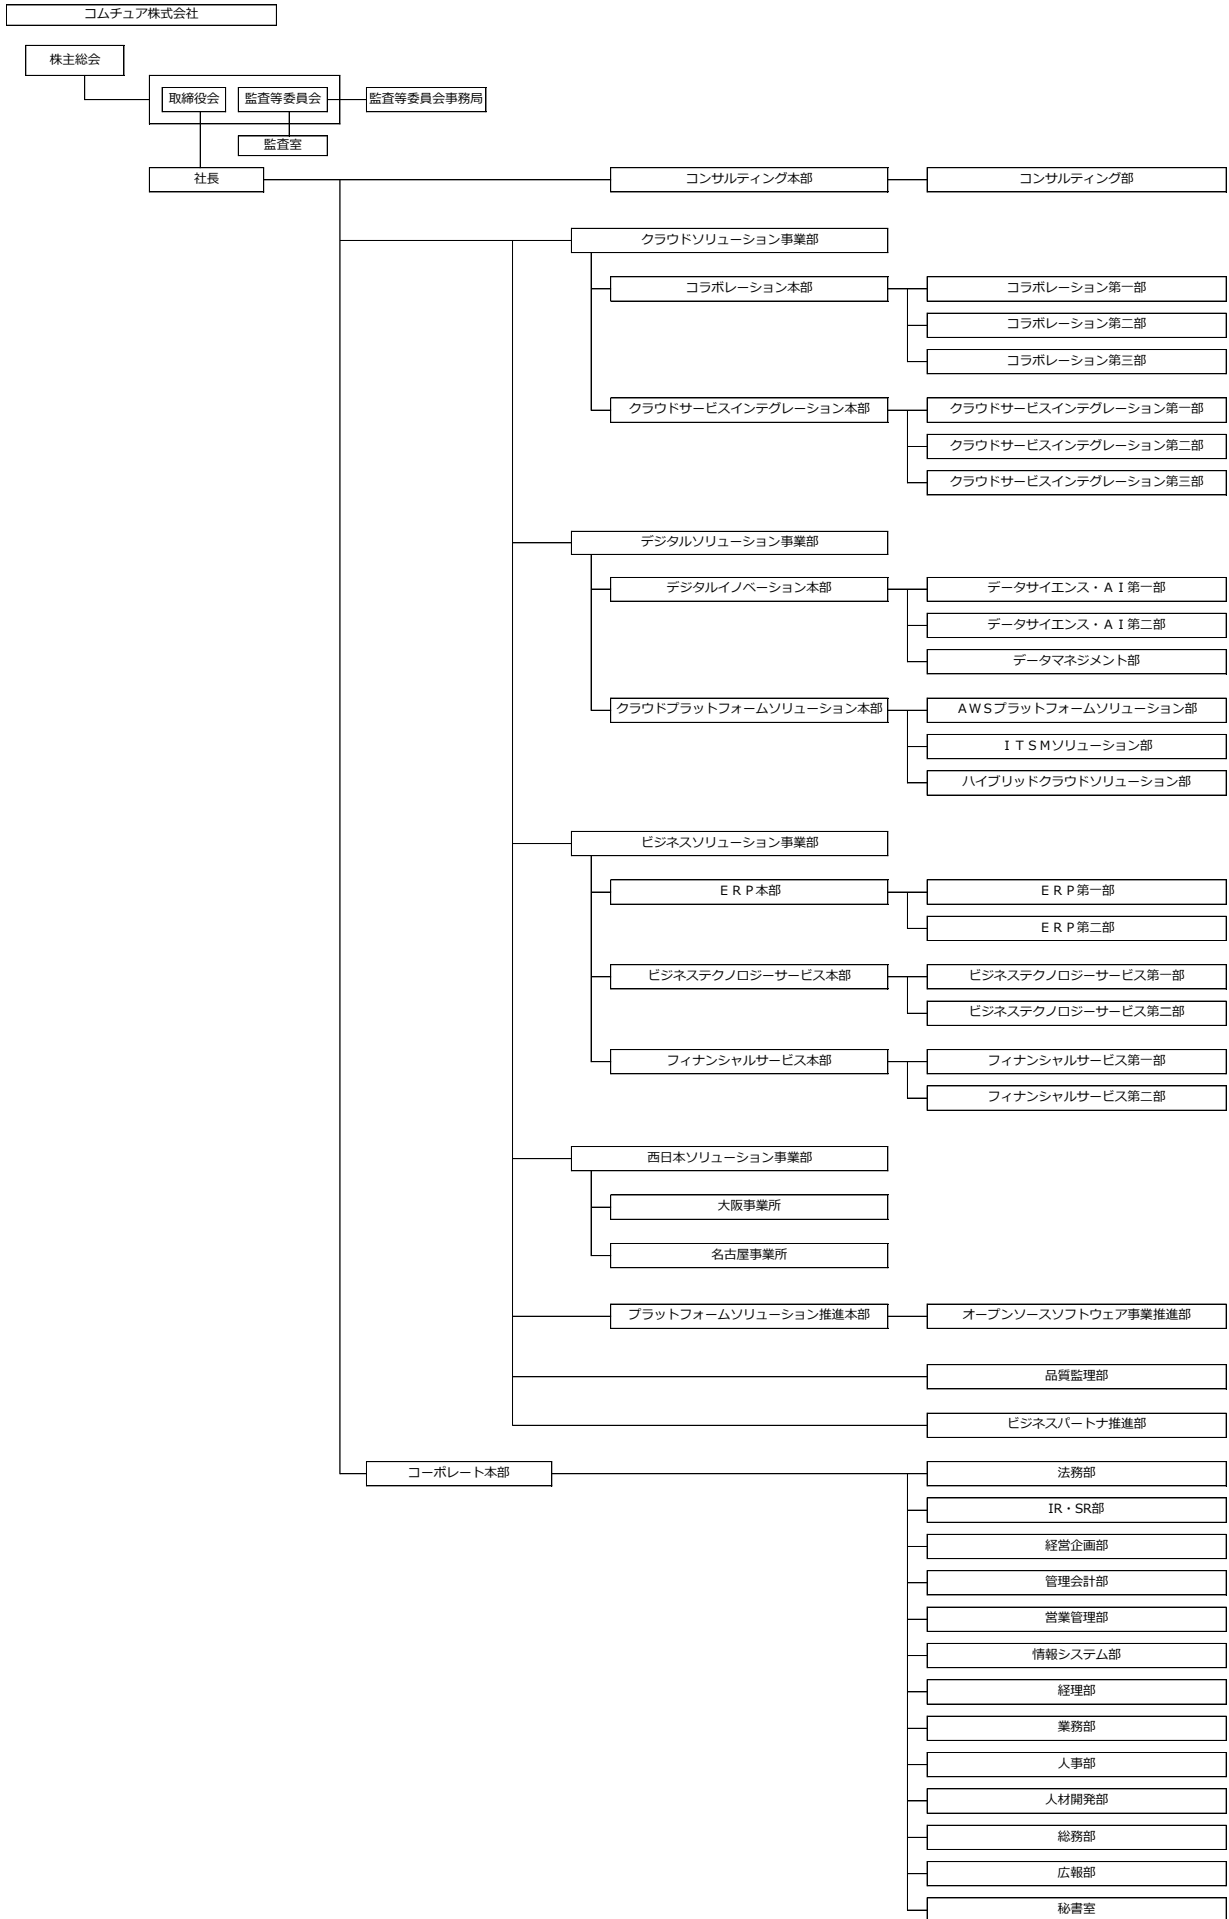 コムチュア株式会社
株主総会
取締役会
監査等委員会
監査等委員会事務局
監査室
社長
コンサルティング本部
コンサルティング部
クラウドソリューション事業部
コラボレーション本部
コラボレーション第一部
コラボレーション第二部
コラボレーション第三部
クラウドサービスインテグレーション本部
クラウドサービスインテグレーション第一部
クラウドサービスインテグレーション第二部
クラウドサービスインテグレーション第三部
デジタルソリューション事業部
デジタルイノベーション本部
データサイエンス・ＡＩ第一部
データサイエンス・ＡＩ第二部
データマネジメント部
クラウドプラットフォームソリューション本部
ＡＷＳプラットフォームソリューション部
ＩＴＳＭソリューション部
ハイブリッドクラウドソリューション部
ビジネスソリューション事業部
ＥＲＰ本部
ＥＲＰ第一部
ＥＲＰ第二部
ビジネステクノロジーサービス本部
ビジネステクノロジーサービス第一部
ビジネステクノロジーサービス第二部
フィナンシャルサービス本部
フィナンシャルサービス第一部
フィナンシャルサービス第二部
西日本ソリューション事業部
大阪事業所
名古屋事業所
プラットフォームソリューション推進本部
オープンソースソフトウェア事業推進部
品質監理部
ビジネスパートナ推進部
コーポレート本部
法務部
IR・SR部
経営企画部
管理会計部
営業管理部
情報システム部
経理部
業務部
人事部
人材開発部
総務部
広報部
秘書室